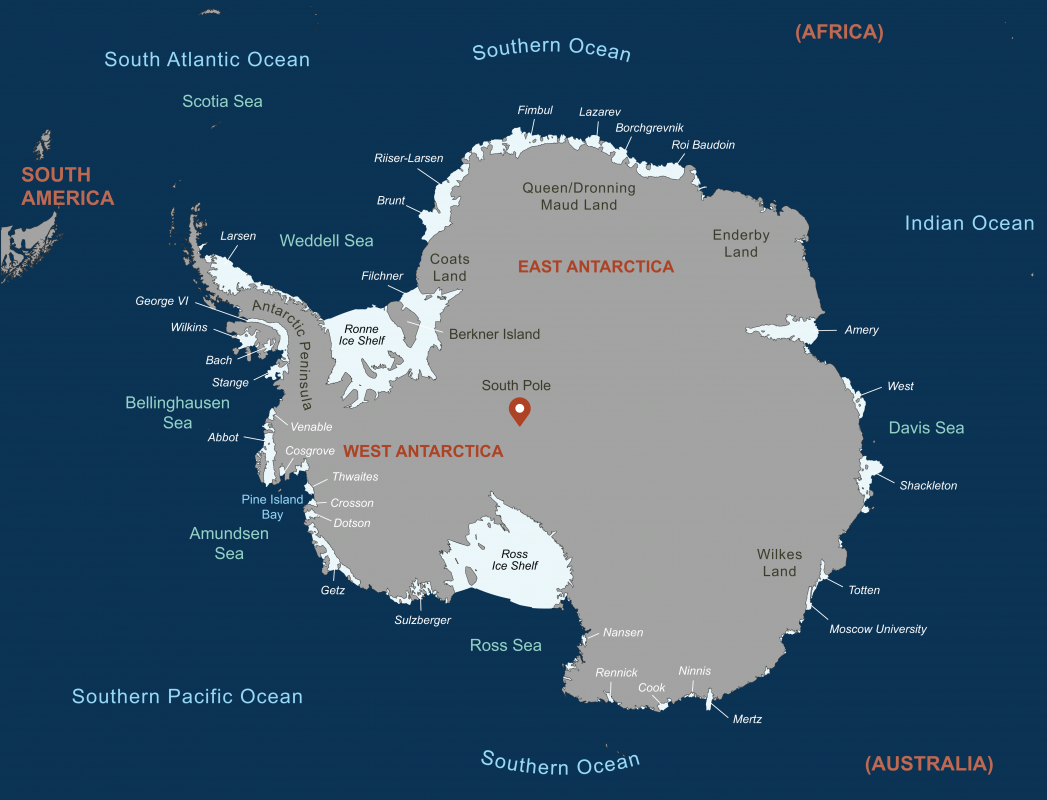 (AFRICA)
Southern Ocean
South Atlantic Ocean
Scotia Sea
Fimbul
Lazarev
Borchgrevnik
Roi Baudoin
Riiser-Larsen
SOUTH
AMERICA
Queen/Dronning
Maud Land
Brunt
Indian Ocean
Larsen
Weddell Sea
Enderby
Land
Coats
Land
EAST ANTARCTICA
Filchner
George VI
Antarctic Peninsula
Wilkins
Ronne
Ice Shelf
Berkner Island
Amery
Bach
Stange
South Pole
West
Bellinghausen
Sea
Venable
Davis Sea
Abbot
Cosgrove
WEST ANTARCTICA
Thwaites
Shackleton
Pine Island
Bay
Crosson
Dotson
Amundsen
Sea
Ross
Ice Shelf
Wilkes
Land
Getz
Totten
Sulzberger
Moscow University
Nansen
Ross Sea
Rennick
Ninnis
Cook
Southern Pacific Ocean
Mertz
Southern Ocean
(AUSTRALIA)